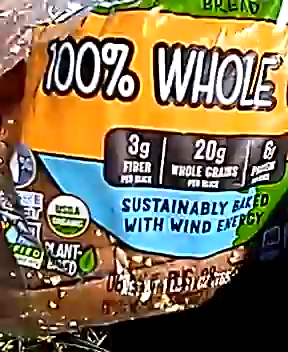 BREAD
100% WHOLE
3g
FIBER
PER SLICE
20g
WHOLE GRAINS
PER SLICE
SUSTAINABLY BAKED
WITH WIND ENERGY
USDA
ORGANIC
PLANT-
BASED